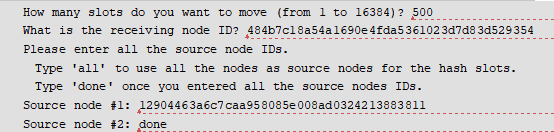 How many slots do you want to move (from 1 to 16384)? 500
What is the receiving node ID? 484b7c18a54a1690e4fda5361023d7d83d529354
Please enter all the source node IDs.
  Type 'all' to use all the nodes as source nodes for the hash slots.
  Type 'done' once you entered all the source nodes IDs.
Source node #1: 12904463a6c7caa958085e008ad0324213883811
Source node #2: done